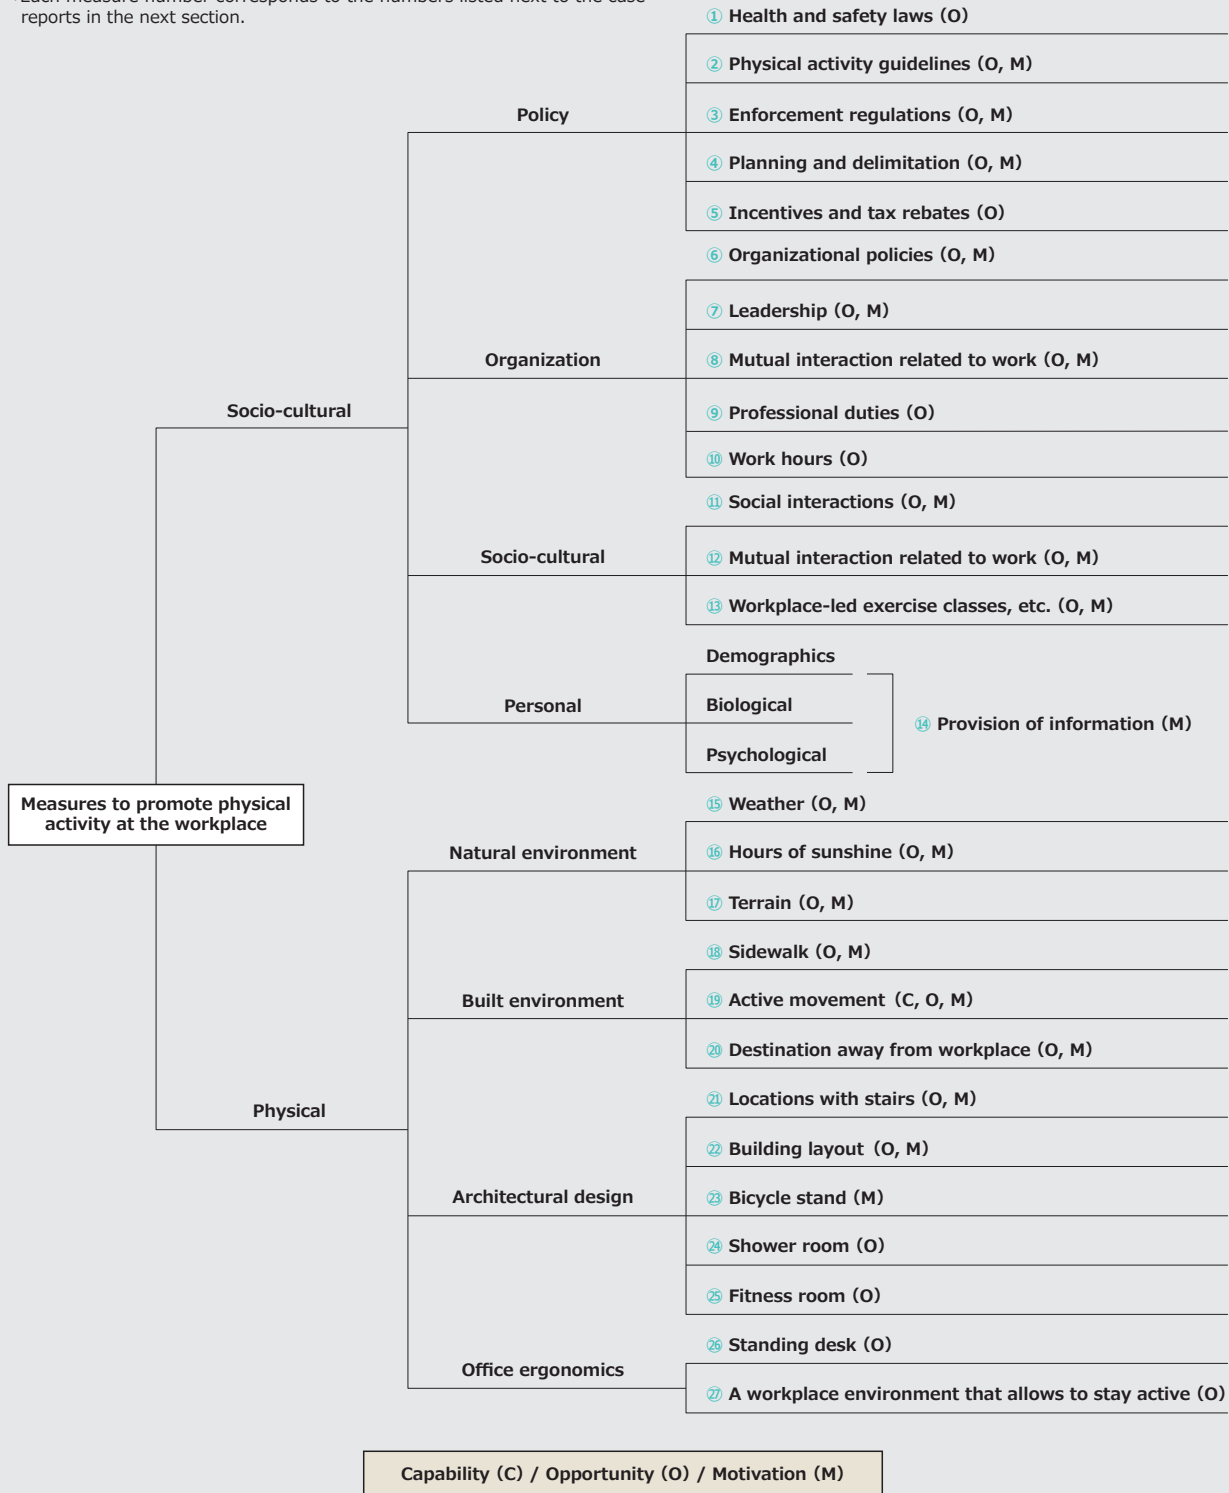 reports in the next section.
① Health and safety laws (O)
② Physical activity guidelines (O, M)
Policy
③ Enforcement regulations (O, M)
④ Planning and delimitation (O, M)
⑤ Incentives and tax rebates (O)
⑥ Organizational policies (O, M)
⑦ Leadership (O, M)
Organization
⑧ Mutual interaction related to work (O, M)
Socio-cultural
⑨ Professional duties (O)
⑩ Work hours (O)
⑪ Social interactions (O, M)
Socio-cultural
⑫ Mutual interaction related to work (O, M)
⑬ Workplace-led exercise classes, etc. (O, M)
Demographics
Personal
Biological
⑭ Provision of information (M)
Psychological
Measures to promote physical
activity at the workplace
⑮ Weather (O, M)
Natural environment
⑯ Hours of sunshine (O, M)
⑰ Terrain (O, M)
⑱ Sidewalk (O, M)
Built environment
⑲ Active movement (C, O, M)
⑳ Destination away from workplace (O, M)
Physical
㉑ Locations with stairs (O, M)
㉒ Building layout (O, M)
Architectural design
㉓ Bicycle stand (M)
㉔ Shower room (O)
㉕ Fitness room (O)
㉖ Standing desk (O)
Office ergonomics
㉗ A workplace environment that allows to stay active (O)
Capability (C) / Opportunity (O) / Motivation (M)